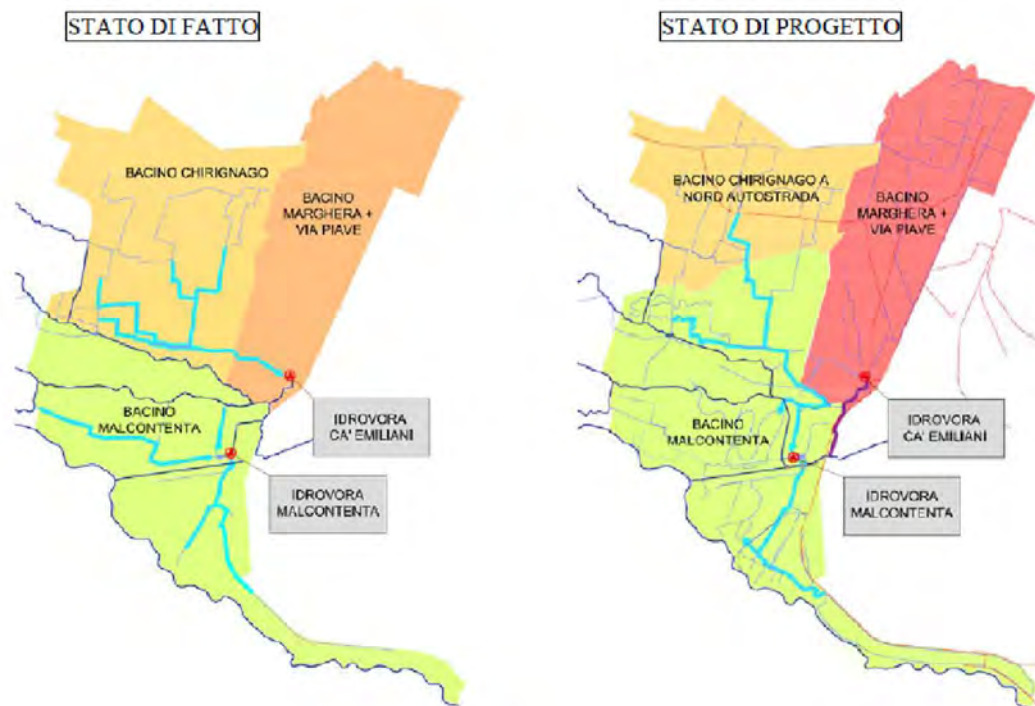 STATO DI FATTO
BACINO CHIRIGNAGO
BACINO
MARGHERA +
VIA PIAVE
BACINO
MALCONTENTA
IDROVORA
CA' EMILIANI
IDROVORA
MALCONTENTA
STATO DI PROGETTO
BACINO CHIRIGNAGO A
NORD AUTOSTRADA
BACINO
MARGHERA +
VIA PIAVE
BACINO
MALCONTENTA
IDROVORA
CA' EMILIANI
IDROVORA
MALCONTENTA